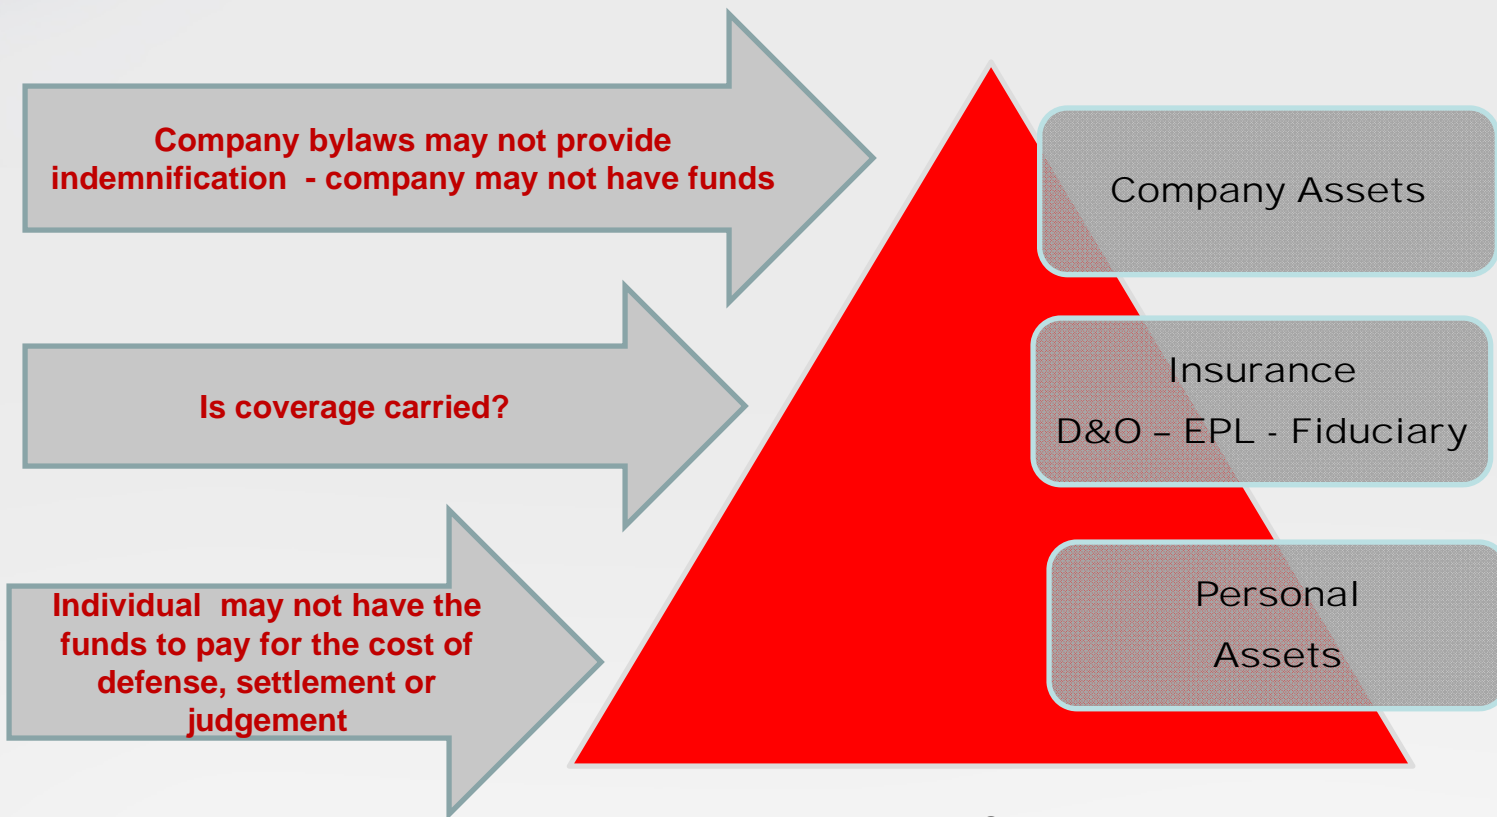 Company bylaws may not provide
indemnification - company may not have funds
Company Assets
Is coverage carried?
Insurance
D&O – EPL - Fiduciary
Individual may not have the
funds to pay for the cost of
defense, settlement or
judgement
Personal
Assets